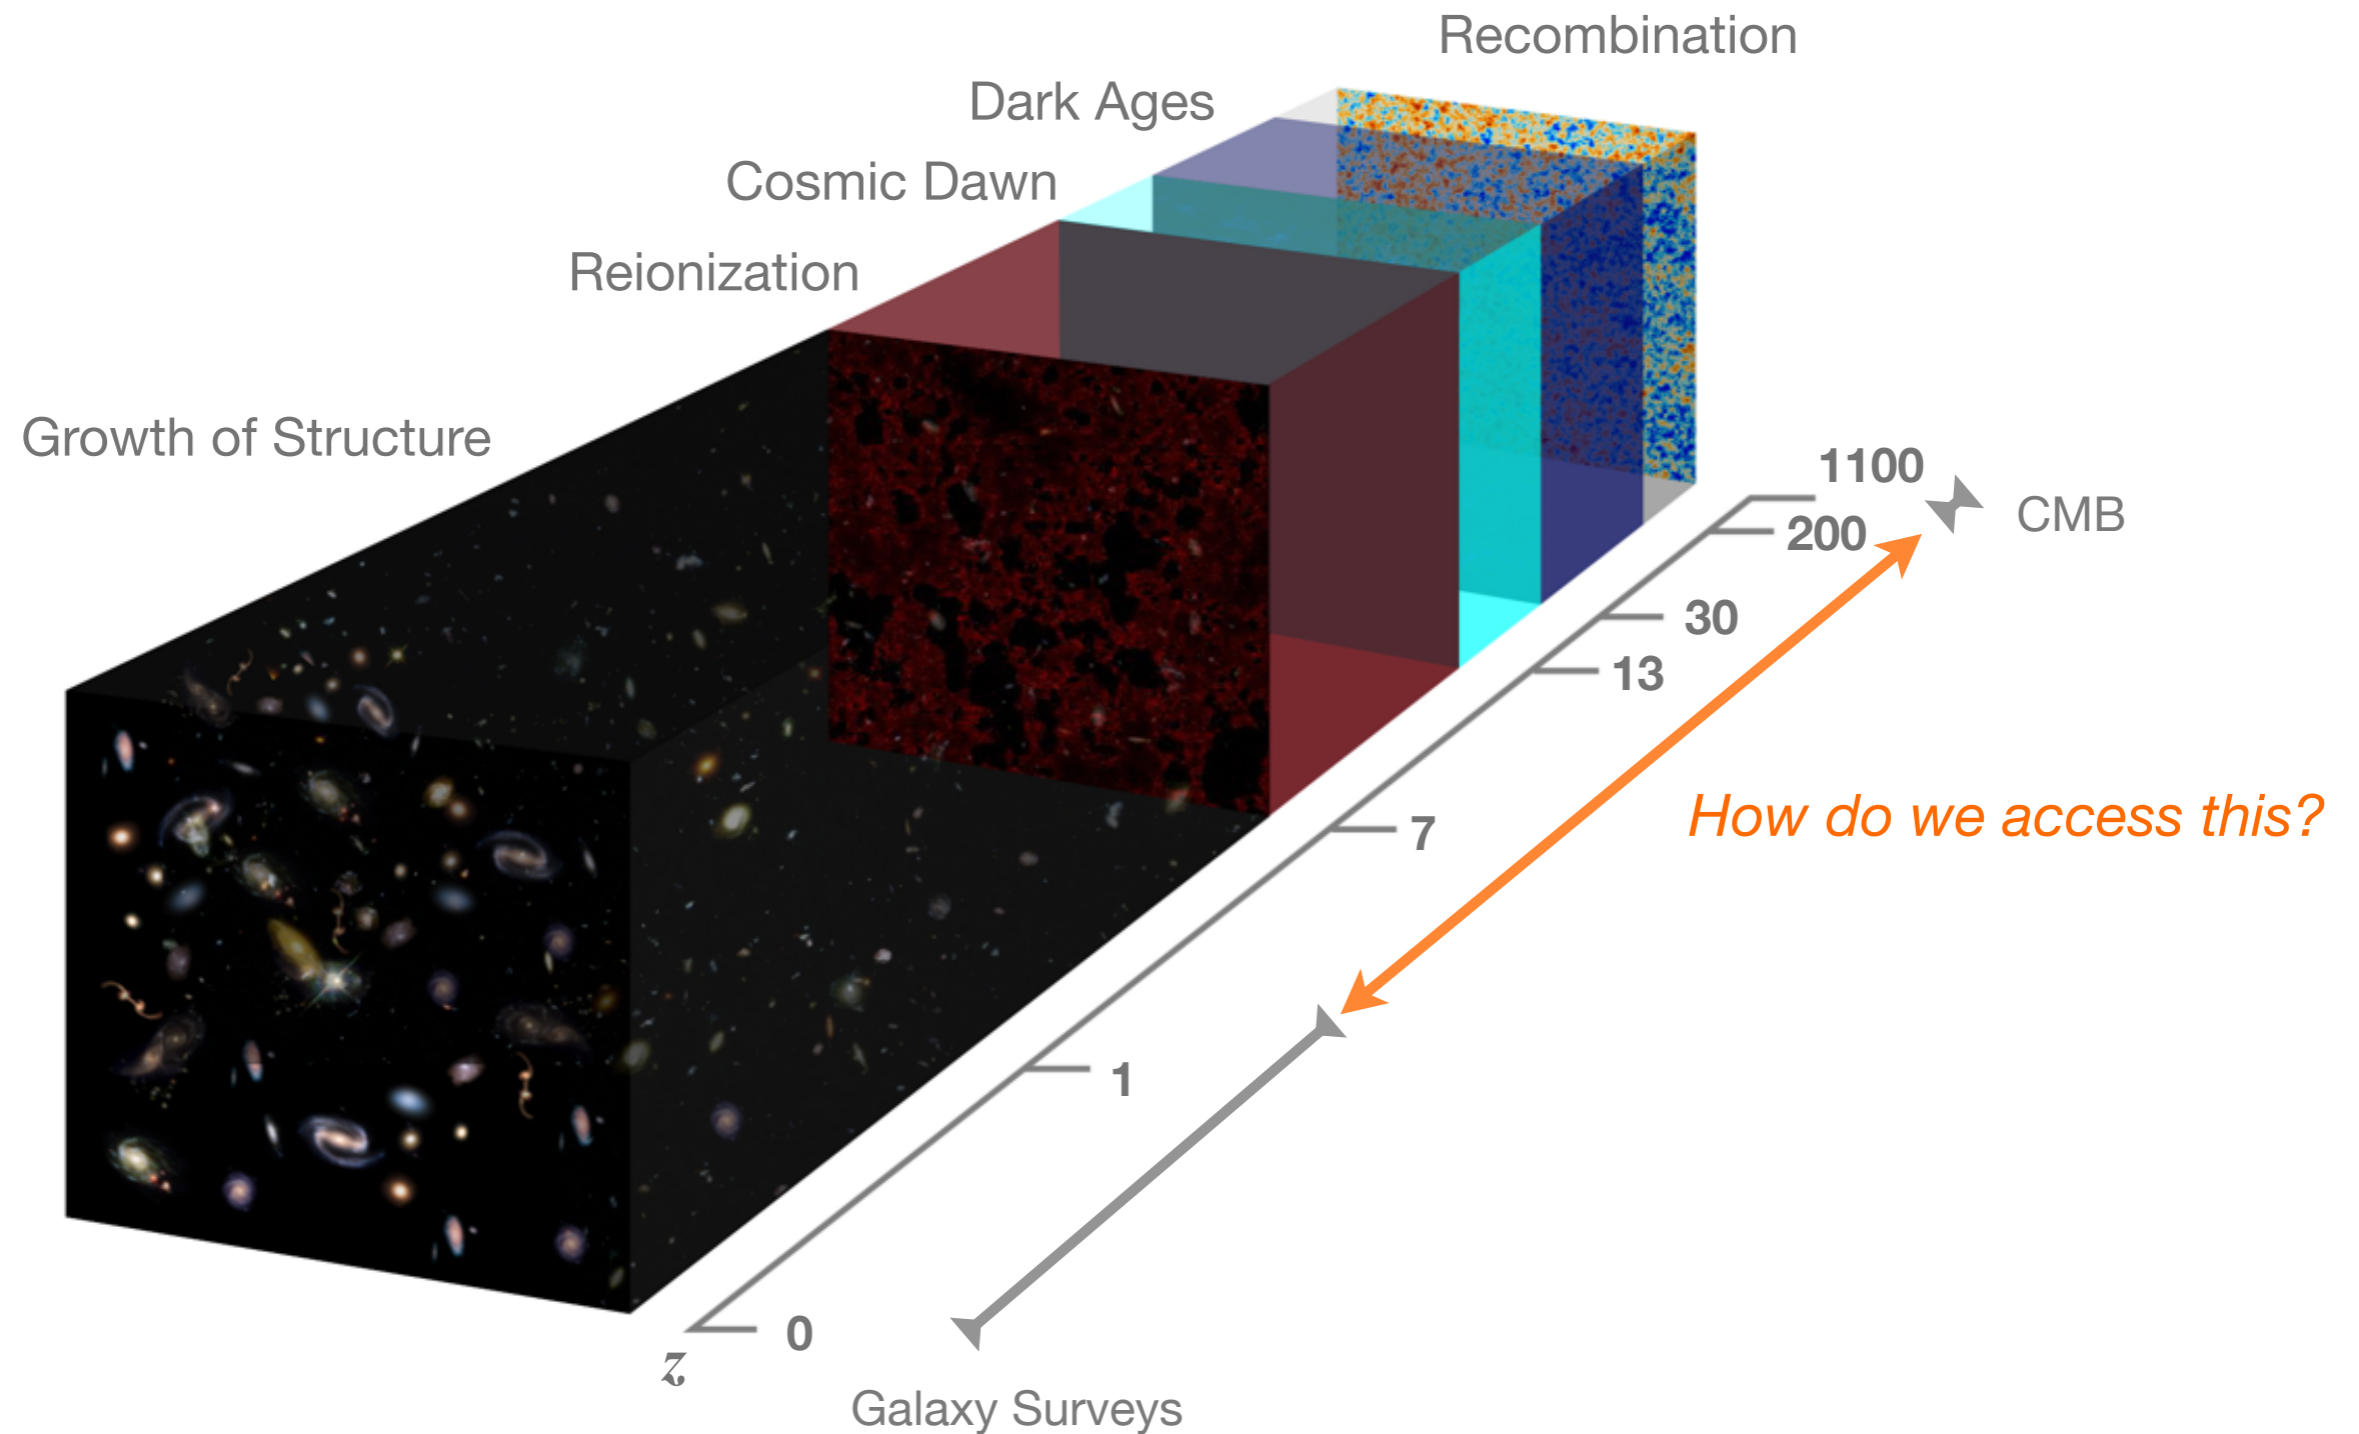 Recombination
Dark Ages
Cosmic Dawn
Reionization
Growth of Structure
1100
CMB
200
30
13
How do we access this?
7
1
0
z
Galaxy Surveys